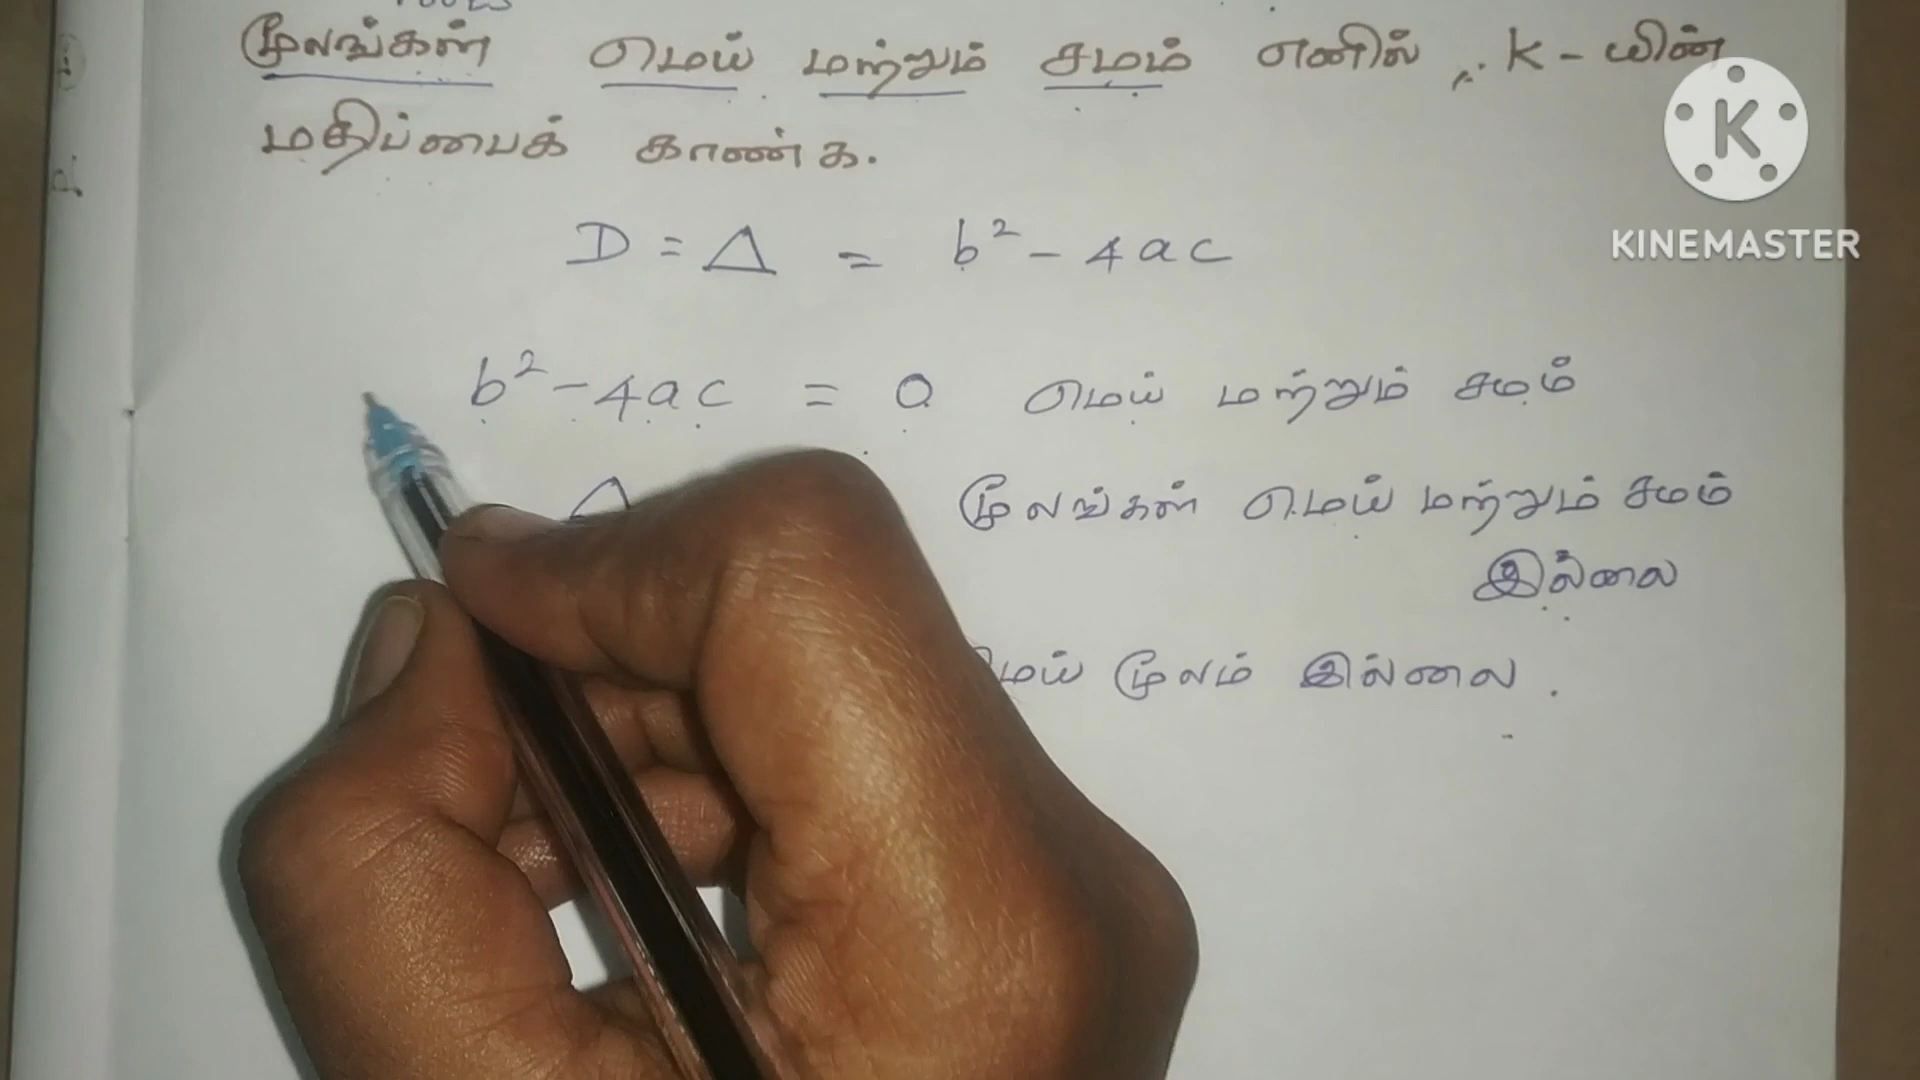 மூலங்கள் மெய் மற்றும் சமம் எனில், k-யின்
மதிப்பைக் காண்க.
K
KINEMASTER
D = Δ = b² - 4ac
b² - 4ac = 0 மெய் மற்றும் சமம்
Δ மூலங்கள் மெய் மற்றும் சமம்
இல்லை
மெய் மூலம் இல்லை.